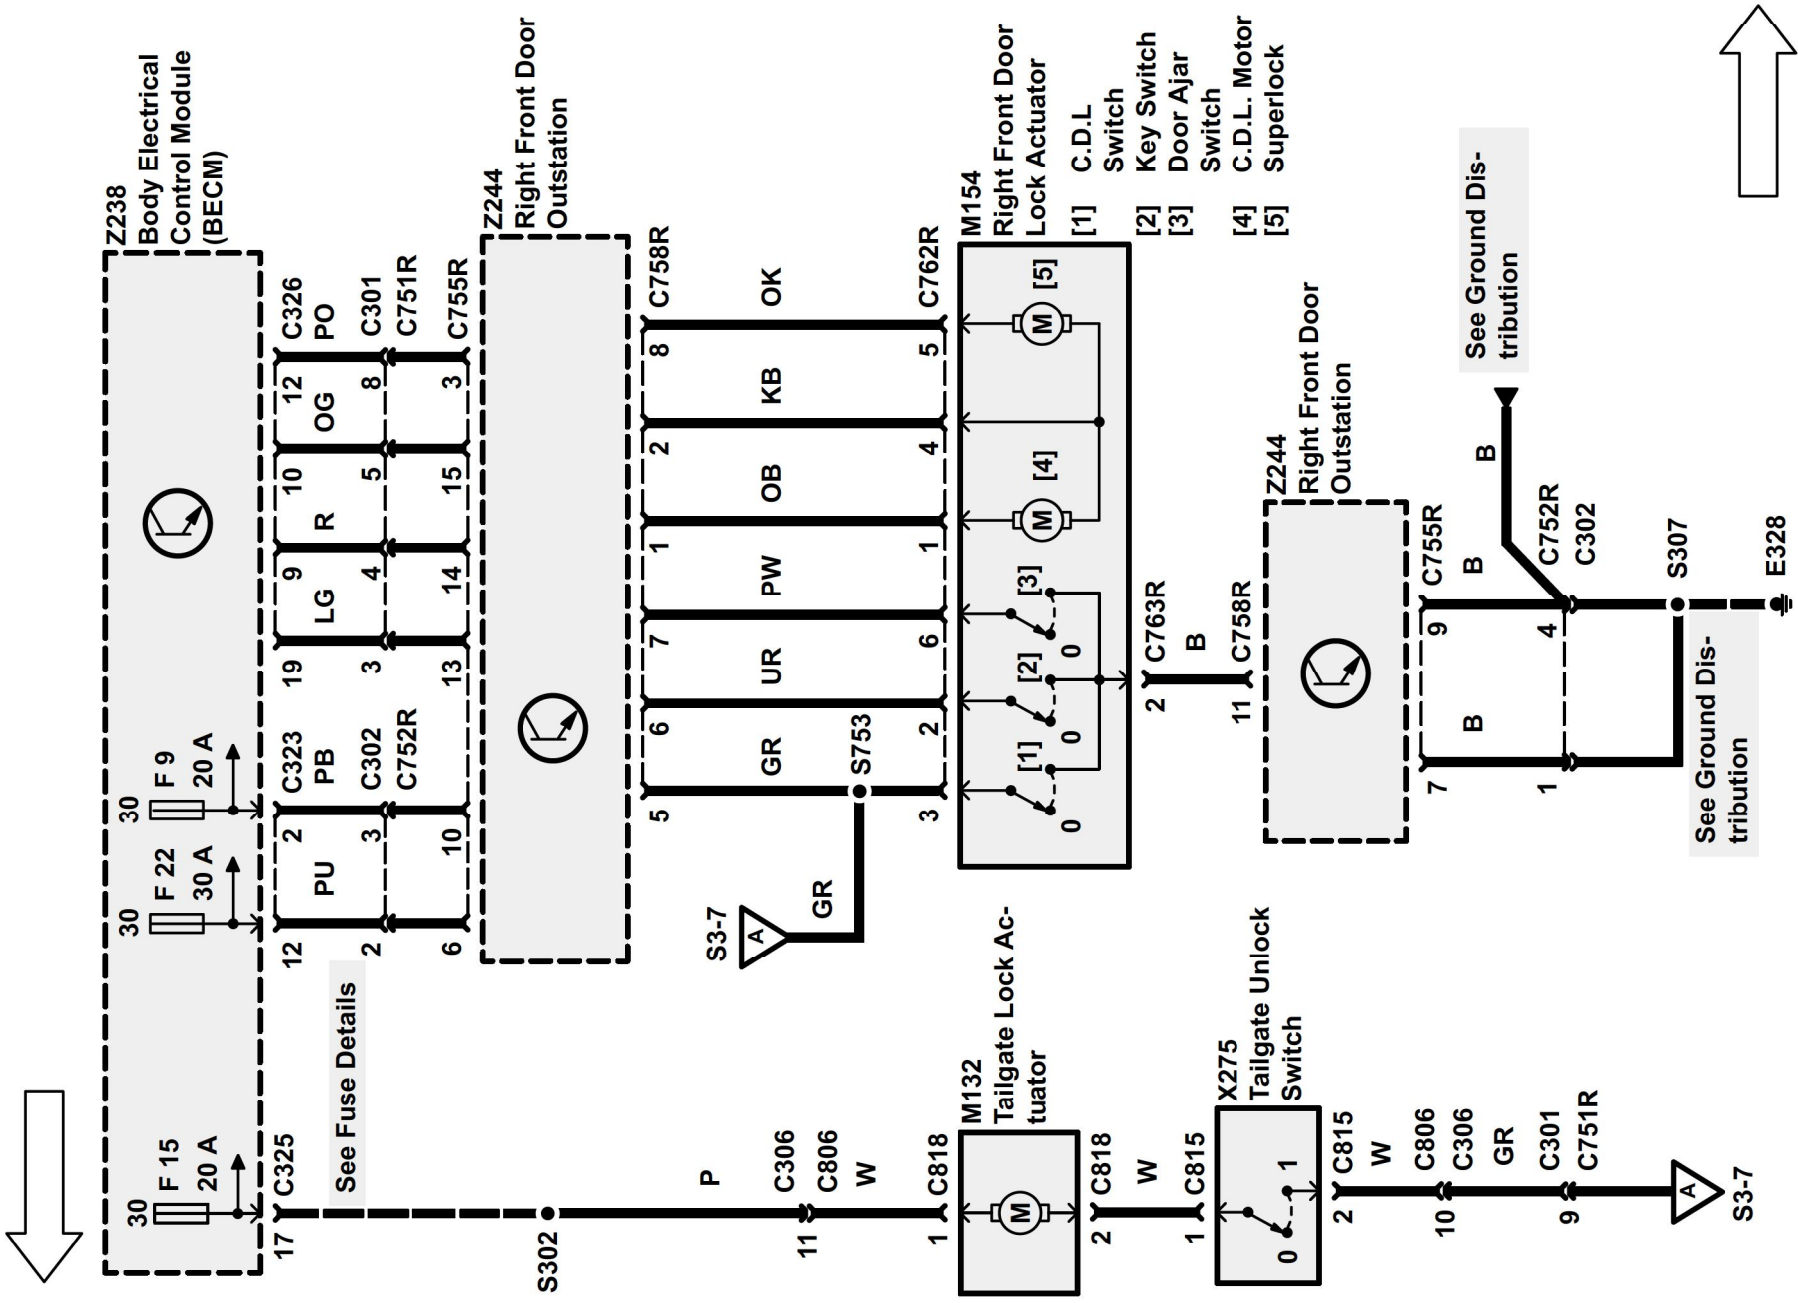 Z238
Body Electrical
Control Module
(BECM)
30
F 15
20 A
30
F 22
30 A
30
F 9
20 A
17 C325
12 2 C323
19 9 10 12 C326
PU PB LG R OG PO
See Fuse Details
2 3 C302
3 4 5 8 C301
C752R C751R
6 10 13 14 15 3 C755R
Z244
Right Front Door
Outstation
S302
5 6 7 1 2 8 C758R
S3-7
A
P
GR
GR UR PW OB KB OK
C306
11 C806
W
S753
1 C818
3 2 6 1 4 5 C762R
M132
Tailgate Lock Ac-
tuator
M
M154
Right Front Door
Lock Actuator
[1] C.D.L
Switch
[2] Key Switch
[3] Door Ajar
Switch
[4] C.D.L. Motor
[5] Superlock
[1] [2] [3] [4] [5]
M M
0 0 0
2 C818
W
1 C815
2 C763R
B
11 C758R
X275
Tailgate Unlock
Switch
0 1
Z244
Right Front Door
Outstation
2 C815
W
C806
10 C306
GR
C301
9 C751R
A
S3-7
7 9 C755R
B B
B
See Ground Dis-
tribution
1 4 C752R
C302
S307
See Ground Dis-
tribution
E328